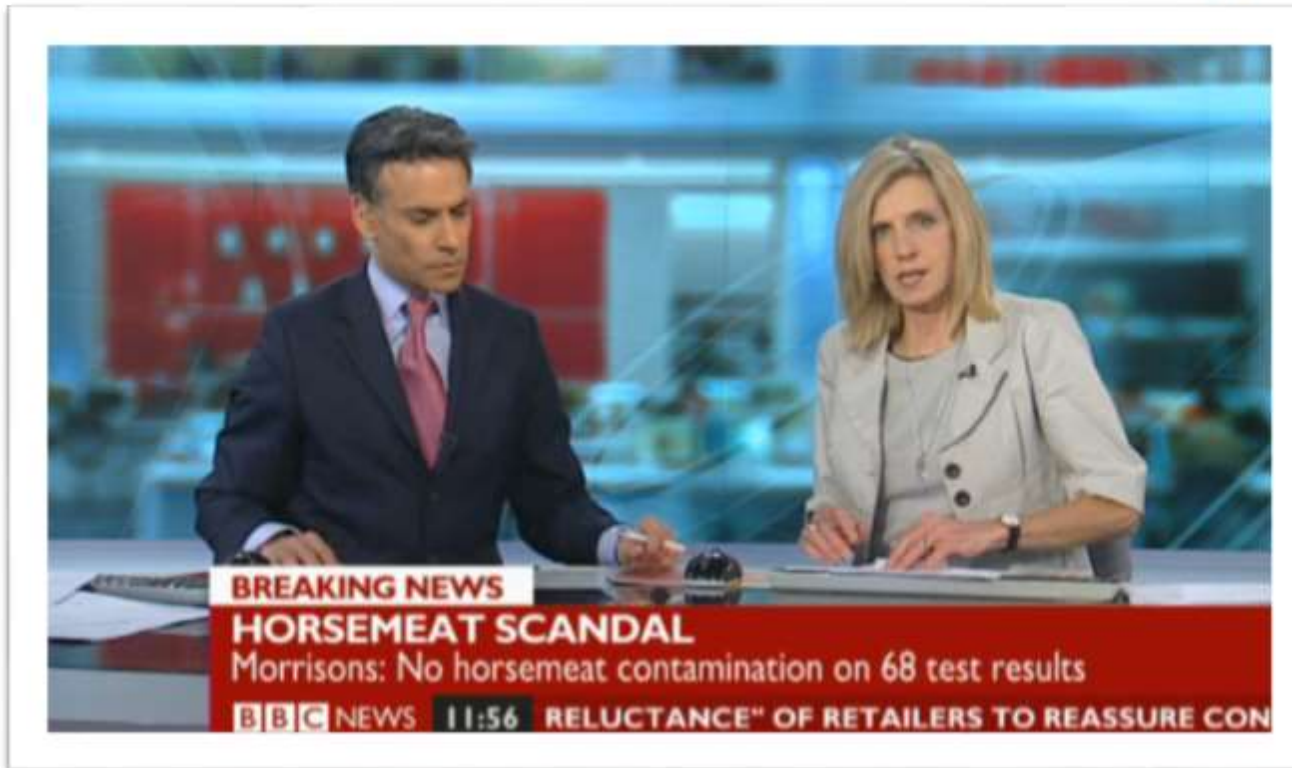 BREAKING NEWS
HORSEMEAT SCANDAL
Morrisons: No horsemeat contamination on 68 test results
BBC NEWS 11:56 RELUCTANCE" OF RETAILERS TO REASSURE CON